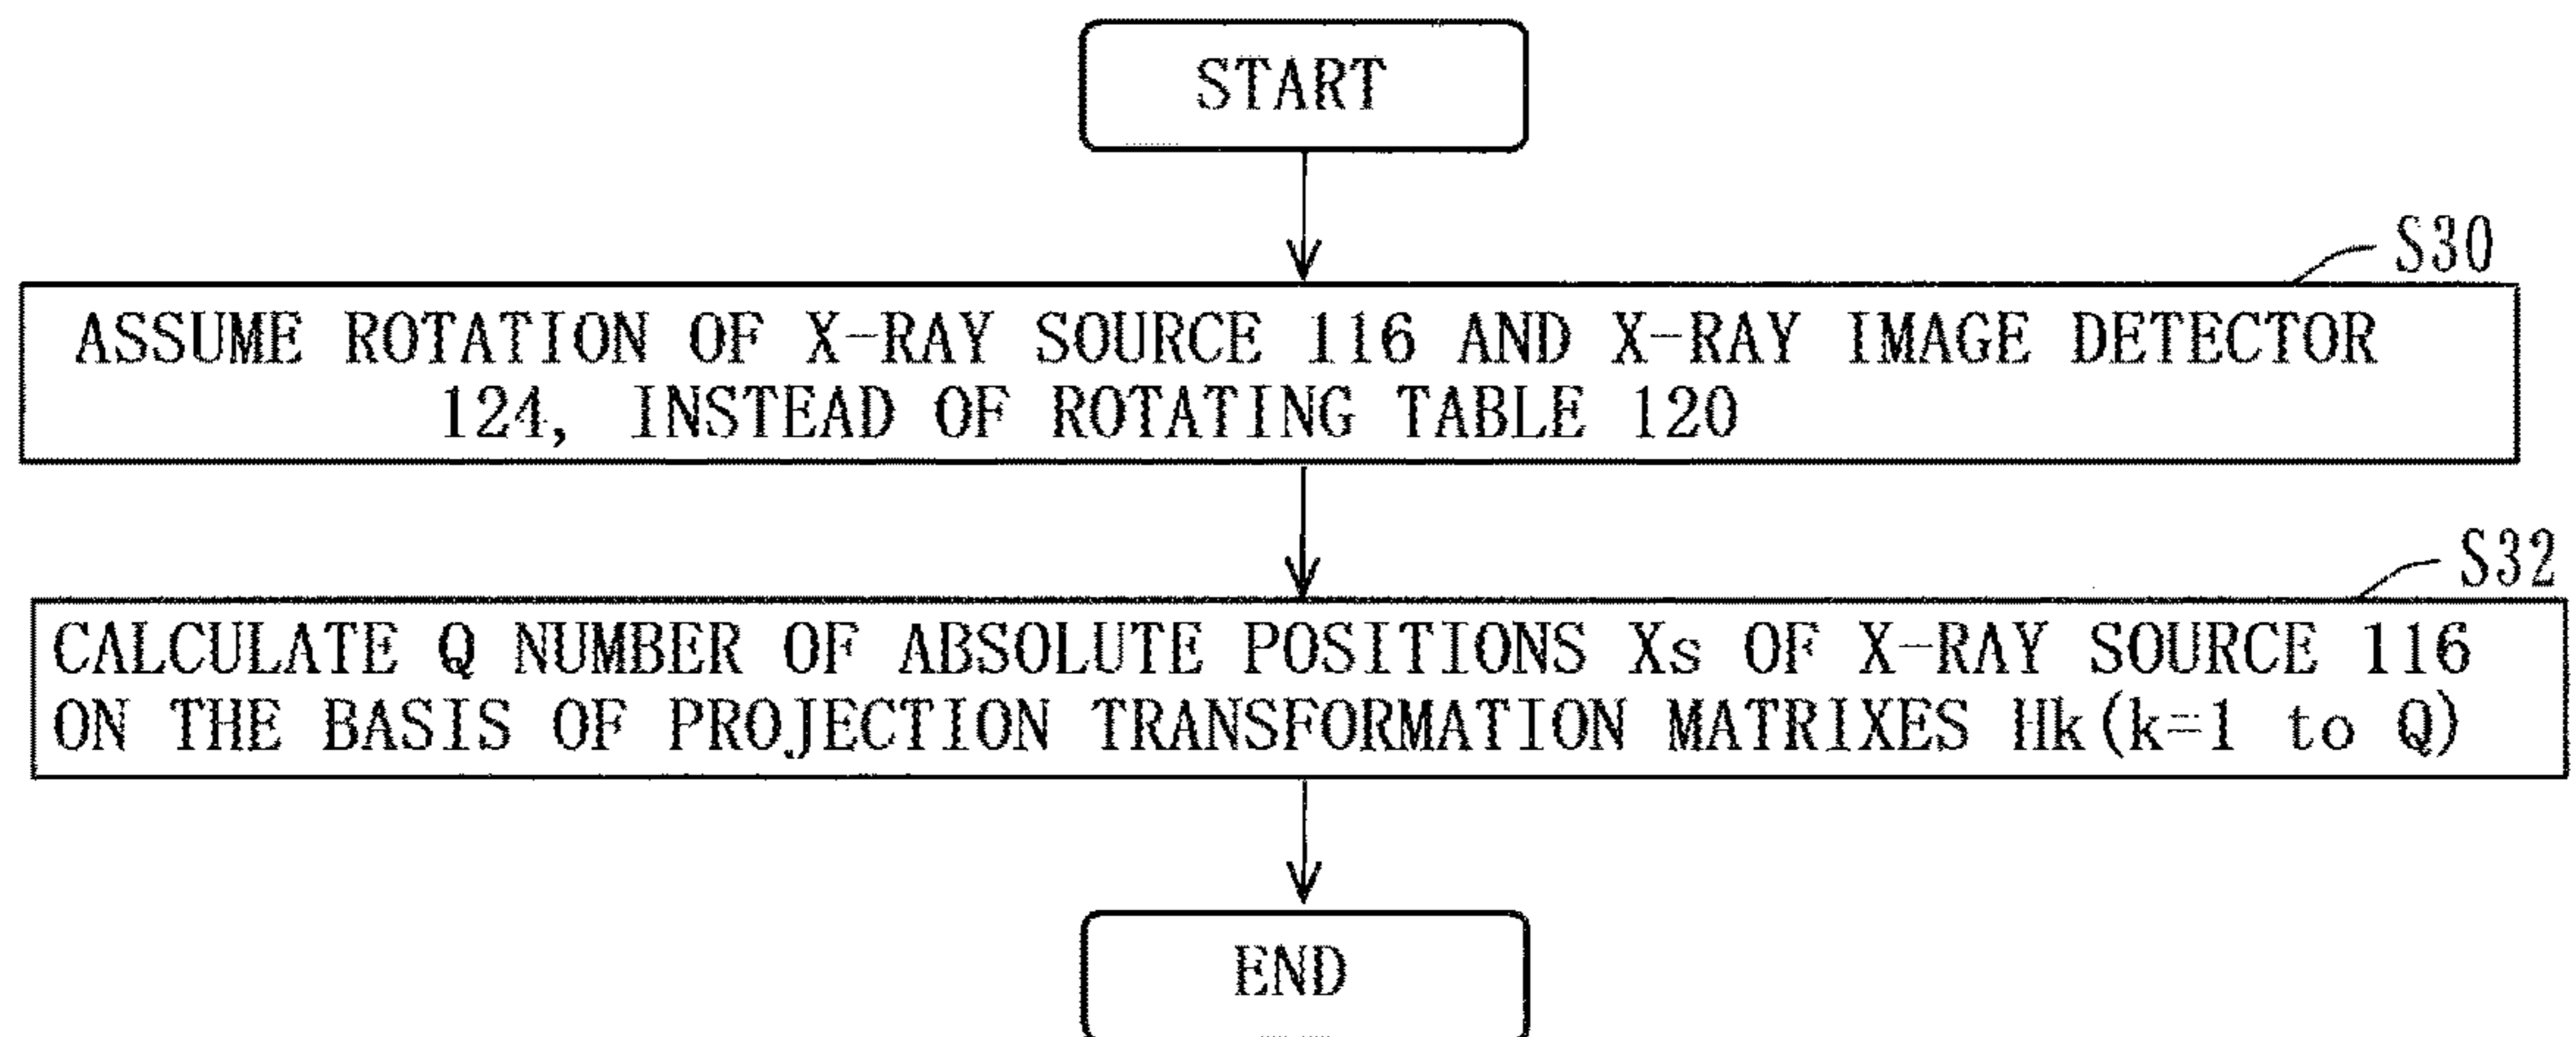 START
S30
ASSUME ROTATION OF X-RAY SOURCE 116 AND X-RAY IMAGE DETECTOR
124, INSTEAD OF ROTATING TABLE 120
S32
CALCULATE Q NUMBER OF ABSOLUTE POSITIONS Xs OF X-RAY SOURCE 116
ON THE BASIS OF PROJECTION TRANSFORMATION MATRIXES Hk(k=1 to Q)
END